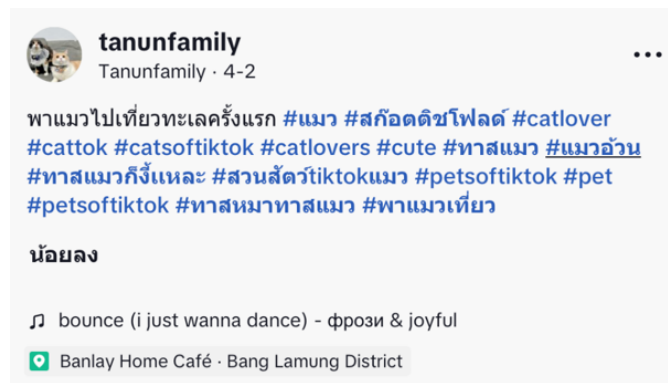 tanunfamily
Tanunfamily · 4-2
พาแมวไปเที่ยวทะเลครั้งแรก #แมว #สก๊อตติชโฟลด์ #catlover
#cattok #catsoftiktok #catlovers #cute #ทาสแมว #แมวอ้วน
#ทาสแมวก็งี้แหละ #สวนสัตว์tiktokแมว #petsoftiktok #pet
#petsoftiktok #ทาสหมาทาสแมว #พาแมวเที่ยว
น้อยลง
bounce (i just wanna dance) - фрози & joyful
Banlay Home Café · Bang Lamung District